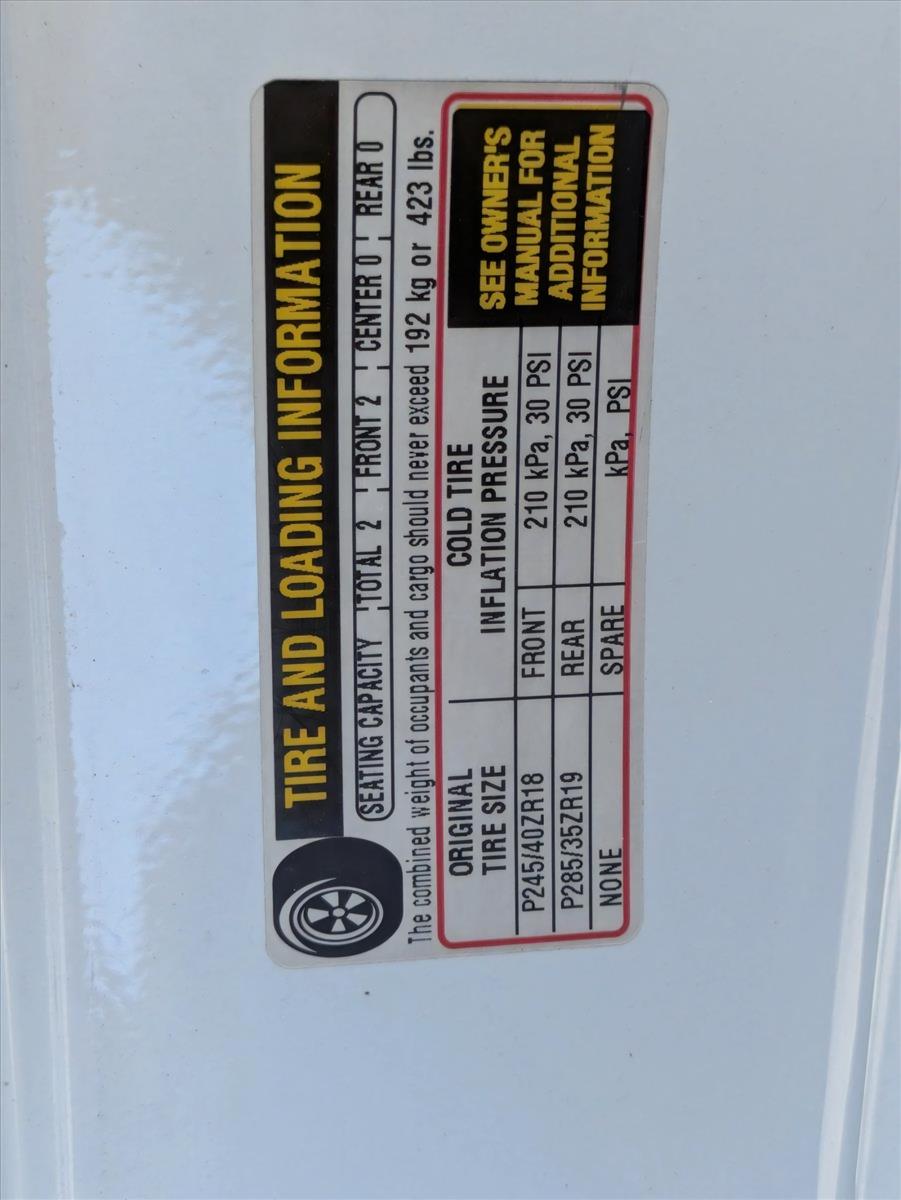 TIRE AND LOADING INFORMATION
SEATING CAPACITY TOTAL 2 FRONT 2 CENTER 0 REAR 0
The combined weight of occupants and cargo should never exceed 192 kg or 423 lbs.
ORIGINAL
TIRE SIZE
COLD TIRE
INFLATION PRESSURE
P245/40ZR18 FRONT 210 kPa, 30 PSI
P285/35ZR19 REAR 210 kPa, 30 PSI
NONE SPARE kPa, PSI
SEE OWNER'S
MANUAL FOR
ADDITIONAL
INFORMATION